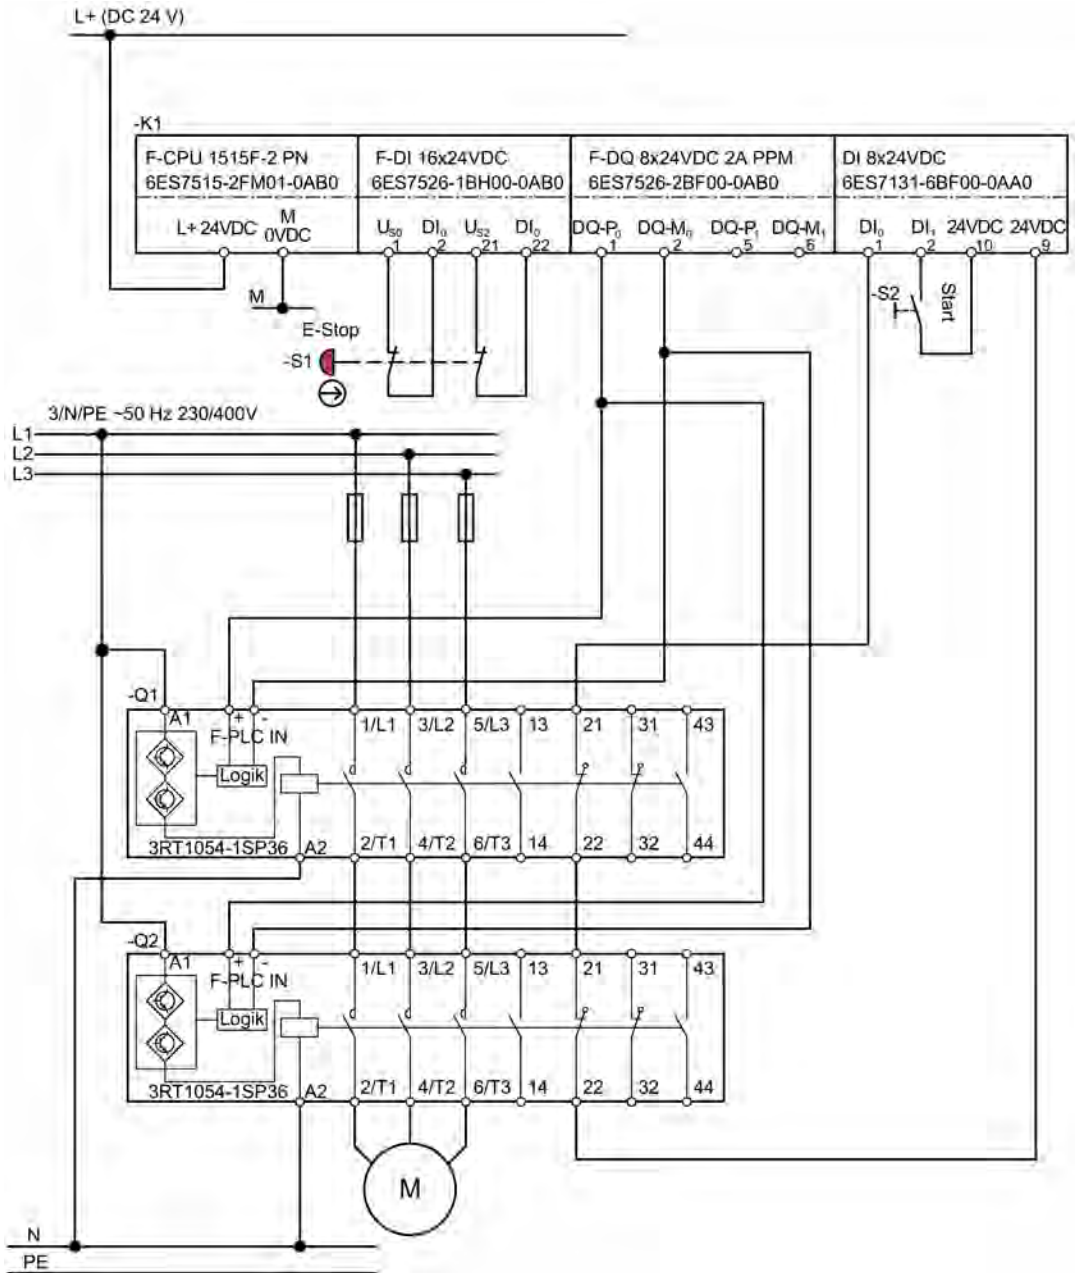 L+ (DC 24 V)
-K1
F-CPU 1515F-2 PN
6ES7515-2FM01-0AB0
F-DI 16x24VDC
6ES7526-1BH00-0AB0
F-DQ 8x24VDC 2A PPM
6ES7526-2BF00-0AB0
DI 8x24VDC
6ES7131-6BF00-0AA0
L+ 24VDC M 0VDC
US0 DI0 US2 DI0
1 2 21 22
DQ-P0 DQ-M0 DQ-P1 DQ-M1
1 2 5 6
DI0 DI1 24VDC 24VDC
1 2 10 9
M
E-Stop
-S1
-S2
Start
3/N/PE ~50 Hz 230/400V
L1
L2
L3
-Q1
A1 + - 1/L1 3/L2 5/L3 13 21 31 43
F-PLC IN
Logik
3RT1054-1SP36 A2 2/T1 4/T2 6/T3 14 22 32 44
-Q2
A1 + - 1/L1 3/L2 5/L3 13 21 31 43
F-PLC IN
Logik
3RT1054-1SP36 A2 2/T1 4/T2 6/T3 14 22 32 44
M
N
PE